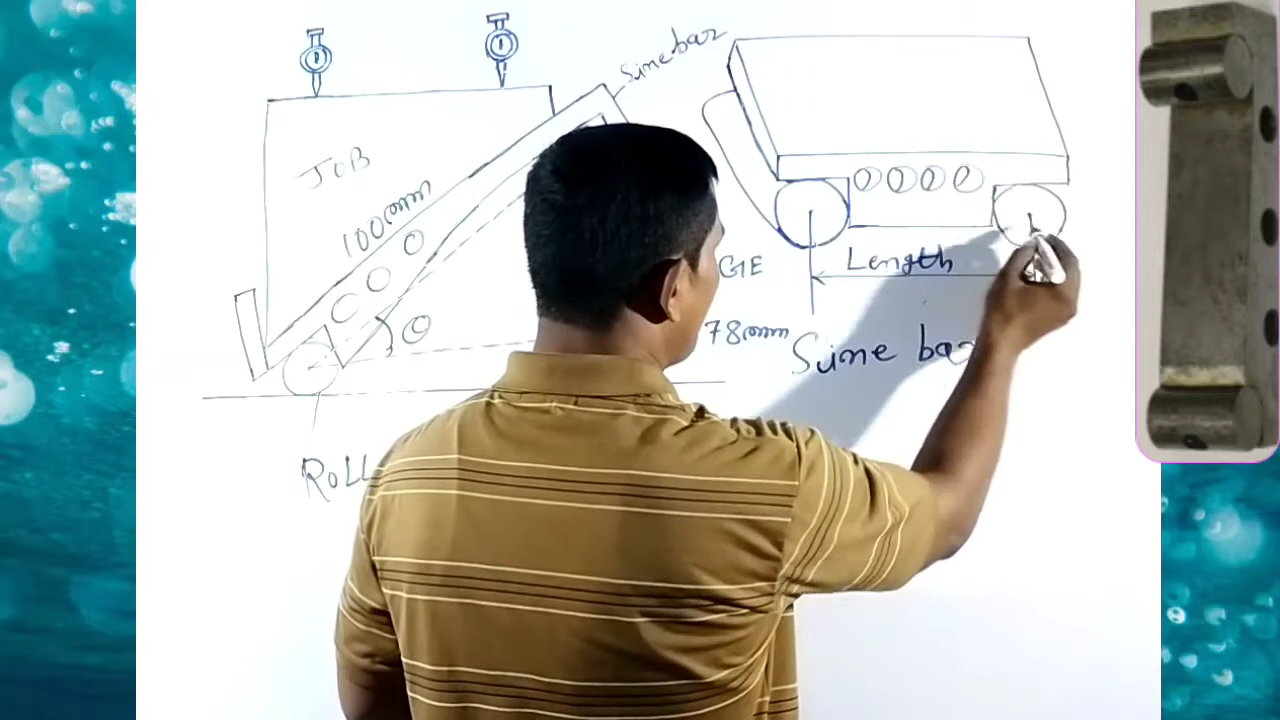 Sine bar
JOB
100mm
GE
Length
78mm
Sine ba
ROLL